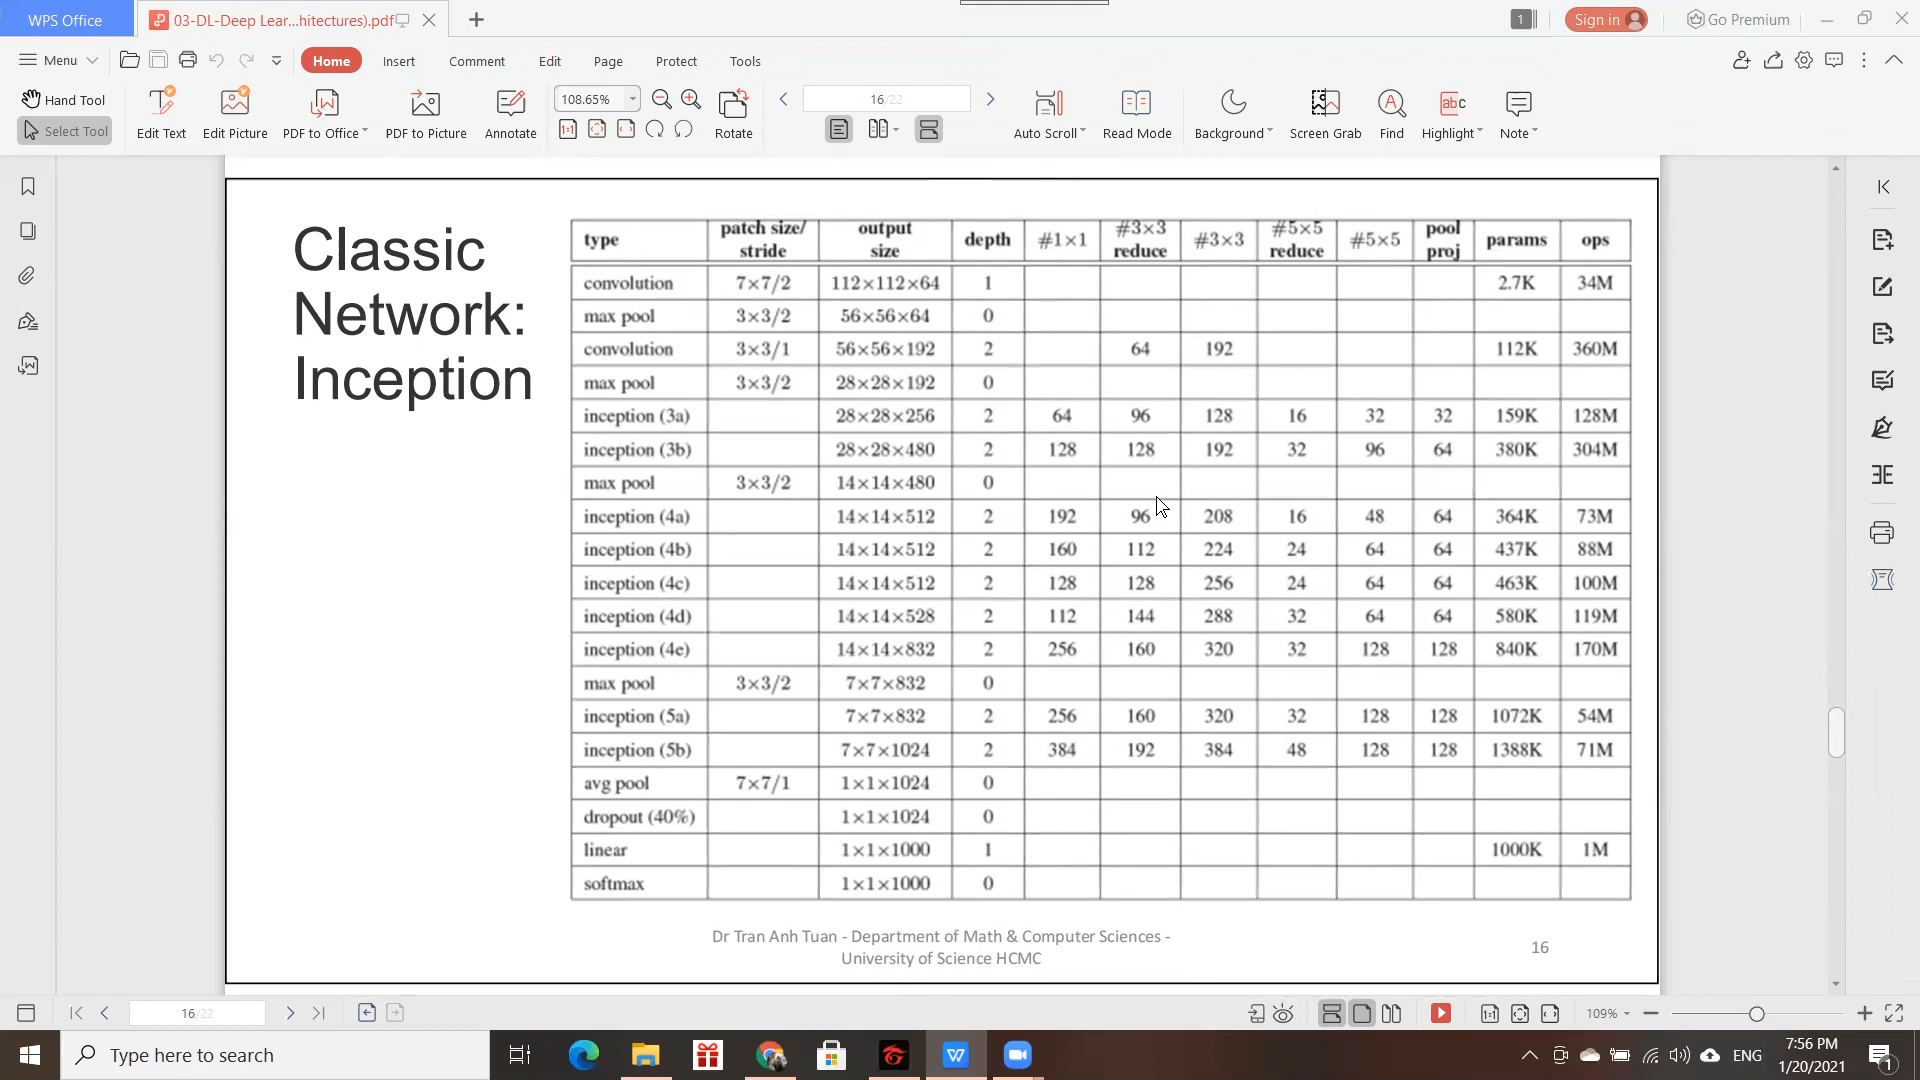 WPS Office
03-DL-Deep Lear...hitectures).pdf
1
Sign in
Go Premium
Menu
Home
Insert
Comment
Edit
Page
Protect
Tools
Hand Tool
Select Tool
Edit Text
Edit Picture
PDF to Office
PDF to Picture
Annotate
108.65%
Rotate
16/22
Auto Scroll
Read Mode
Background
Screen Grab
Find
Highlight
Note
Classic
Network:
Inception
type patch size/ stride output size depth #1×1 #3×3 reduce #3×3 #5×5 reduce #5×5 pool proj params ops
convolution 7×7/2 112×112×64 1 2.7K 34M
max pool 3×3/2 56×56×64 0
convolution 3×3/1 56×56×192 2 64 192 112K 360M
max pool 3×3/2 28×28×192 0
inception (3a) 28×28×256 2 64 96 128 16 32 32 159K 128M
inception (3b) 28×28×480 2 128 128 192 32 96 64 380K 304M
max pool 3×3/2 14×14×480 0
inception (4a) 14×14×512 2 192 96 208 16 48 64 364K 73M
inception (4b) 14×14×512 2 160 112 224 24 64 64 437K 88M
inception (4c) 14×14×512 2 128 128 256 24 64 64 463K 100M
inception (4d) 14×14×528 2 112 144 288 32 64 64 580K 119M
inception (4e) 14×14×832 2 256 160 320 32 128 128 840K 170M
max pool 3×3/2 7×7×832 0
inception (5a) 7×7×832 2 256 160 320 32 128 128 1072K 54M
inception (5b) 7×7×1024 2 384 192 384 48 128 128 1388K 71M
avg pool 7×7/1 1×1×1024 0
dropout (40%) 1×1×1024 0
linear 1×1×1000 1 1000K 1M
softmax 1×1×1000 0
Dr Tran Anh Tuan - Department of Math & Computer Sciences -
University of Science HCMC
16
16/22
109%
Type here to search
ENG
7:56 PM
1/20/2021
1